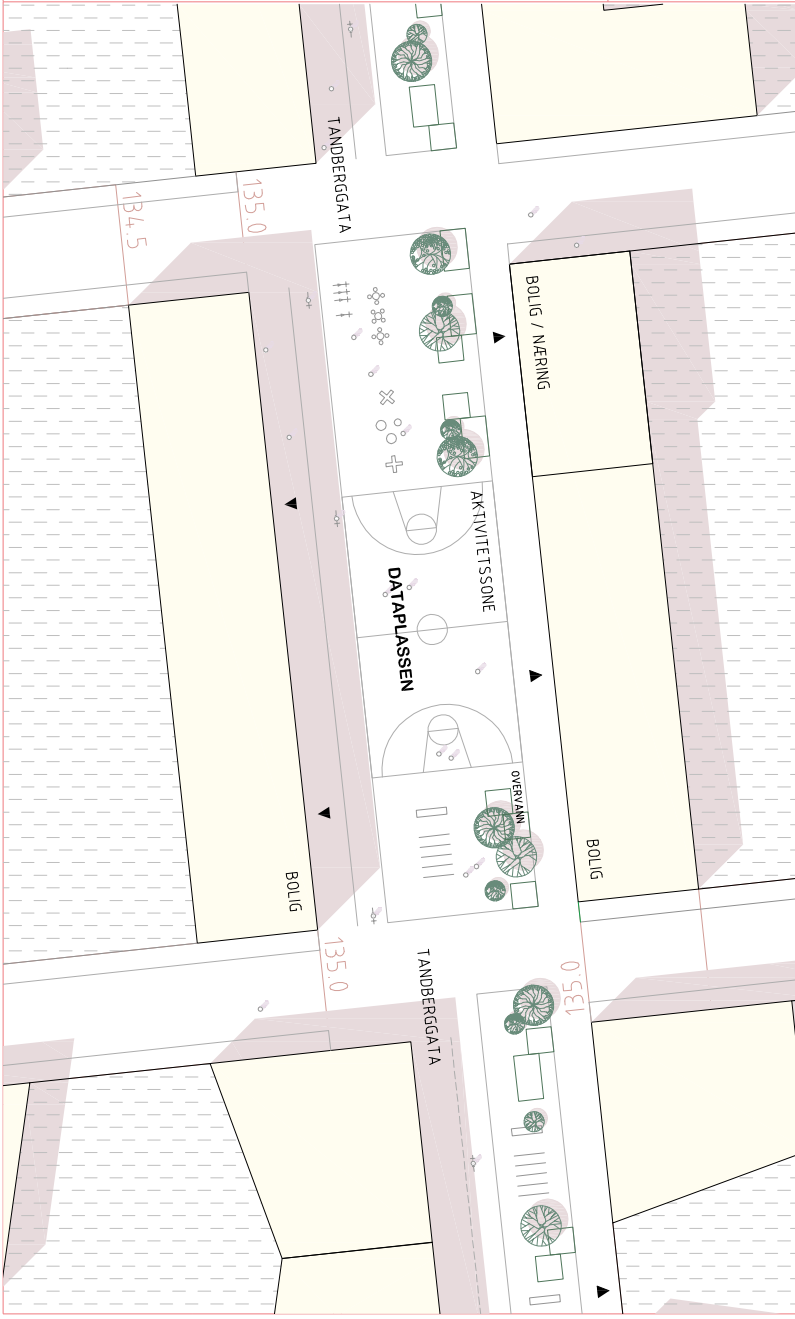 TANDBERGGATA
135.0
134.5
BOLIG / NÆRING
AKTIVITETSSONE
DATAPLASSEN
OVERVANN
BOLIG
BOLIG
135.0
TANDBERGGATA
135.0